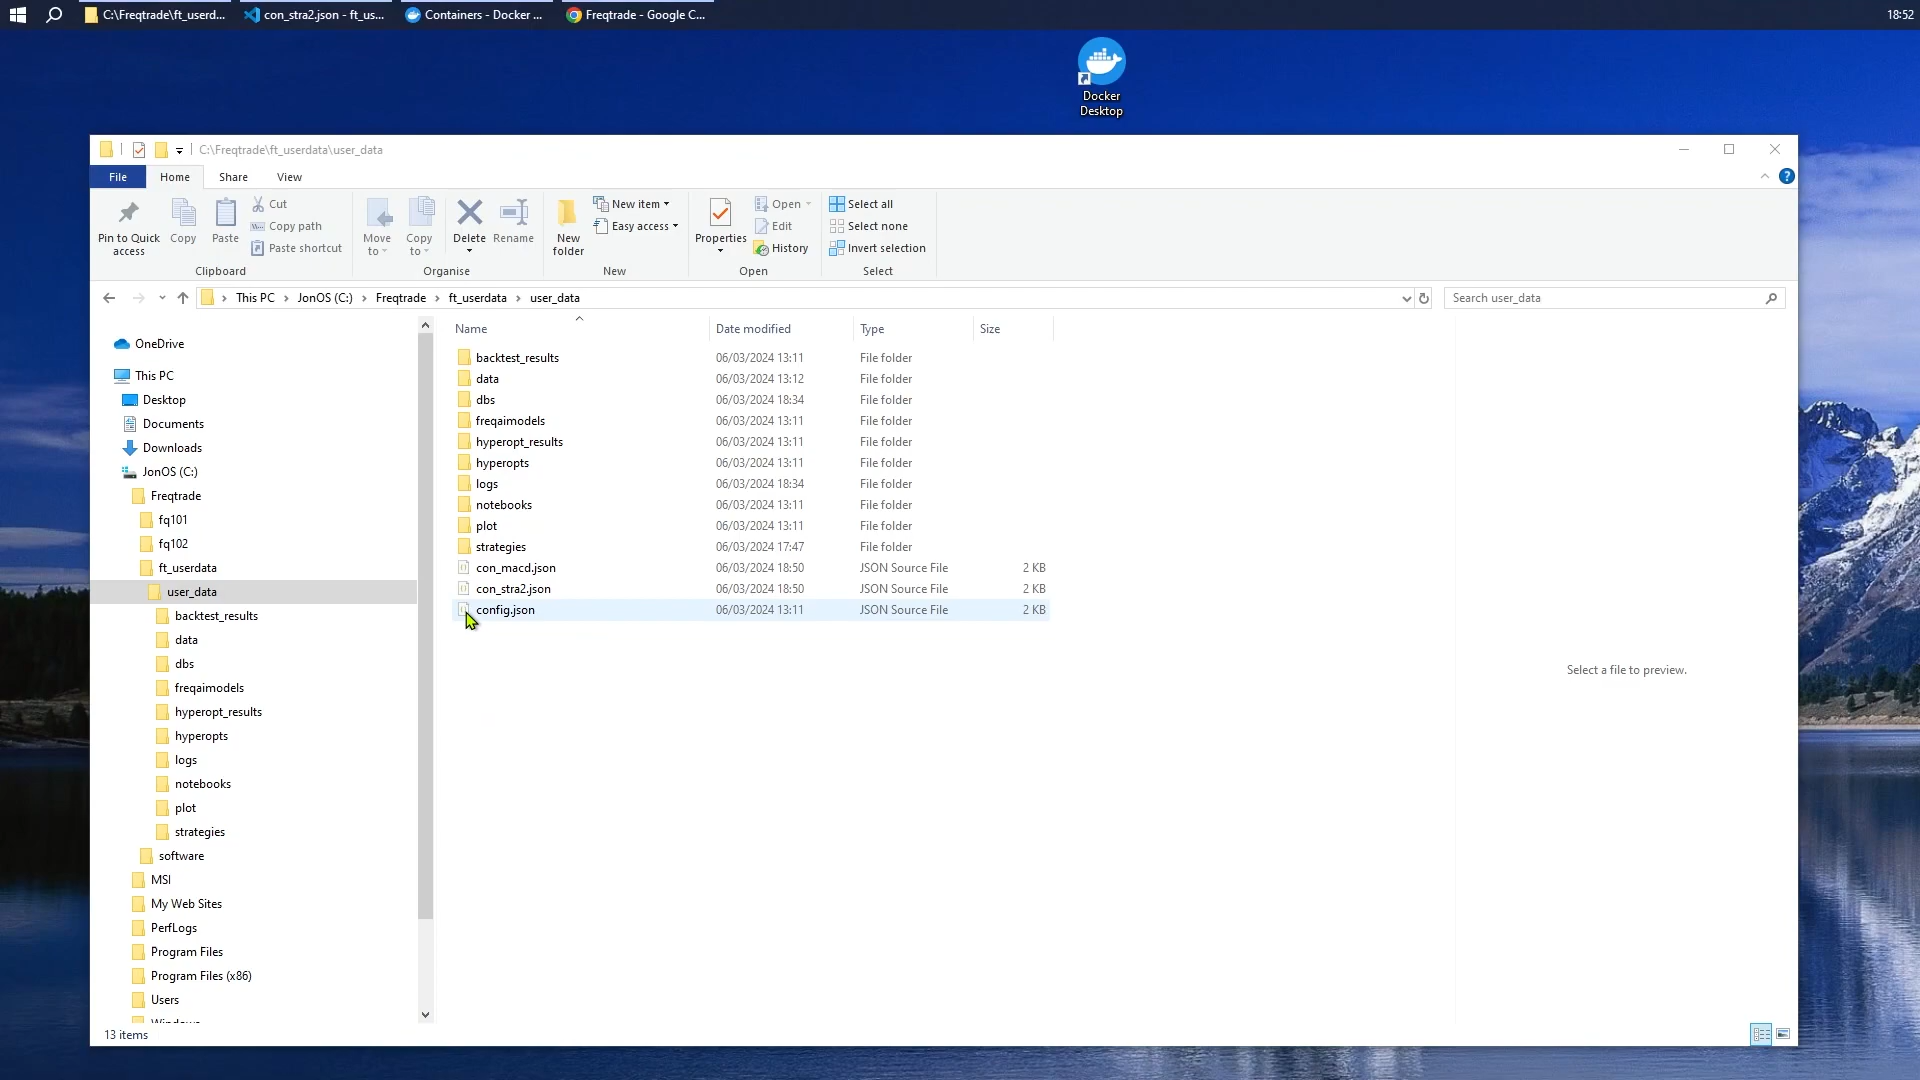 C:\Freqtrade\ft_userd...
con_stra2.json - ft_us...
Containers - Docker ...
Freqtrade - Google C...
18:52
Docker
Desktop
C:\Freqtrade\ft_userdata\user_data
File
Home
Share
View
Pin to Quick
access
Copy
Paste
Cut
Copy path
Paste shortcut
Clipboard
Move
to
Copy
to
Delete
Rename
Organise
New
folder
New item
Easy access
New
Properties
Open
Edit
History
Open
Select all
Select none
Invert selection
Select
This PC > JonOS (C:) > Freqtrade > ft_userdata > user_data
Search user_data
OneDrive
This PC
Desktop
Documents
Downloads
JonOS (C:)
Freqtrade
fq101
fq102
ft_userdata
user_data
backtest_results
data
dbs
freqaimodels
hyperopt_results
hyperopts
logs
notebooks
plot
strategies
software
MSI
My Web Sites
PerfLogs
Program Files
Program Files (x86)
Users
Name Date modified Type Size
backtest_results 06/03/2024 13:11 File folder
data 06/03/2024 13:12 File folder
dbs 06/03/2024 18:34 File folder
freqaimodels 06/03/2024 13:11 File folder
hyperopt_results 06/03/2024 13:11 File folder
hyperopts 06/03/2024 13:11 File folder
logs 06/03/2024 18:34 File folder
notebooks 06/03/2024 13:11 File folder
plot 06/03/2024 13:11 File folder
strategies 06/03/2024 17:47 File folder
con_macd.json 06/03/2024 18:50 JSON Source File 2 KB
con_stra2.json 06/03/2024 18:50 JSON Source File 2 KB
config.json 06/03/2024 13:11 JSON Source File 2 KB
Select a file to preview.
13 items